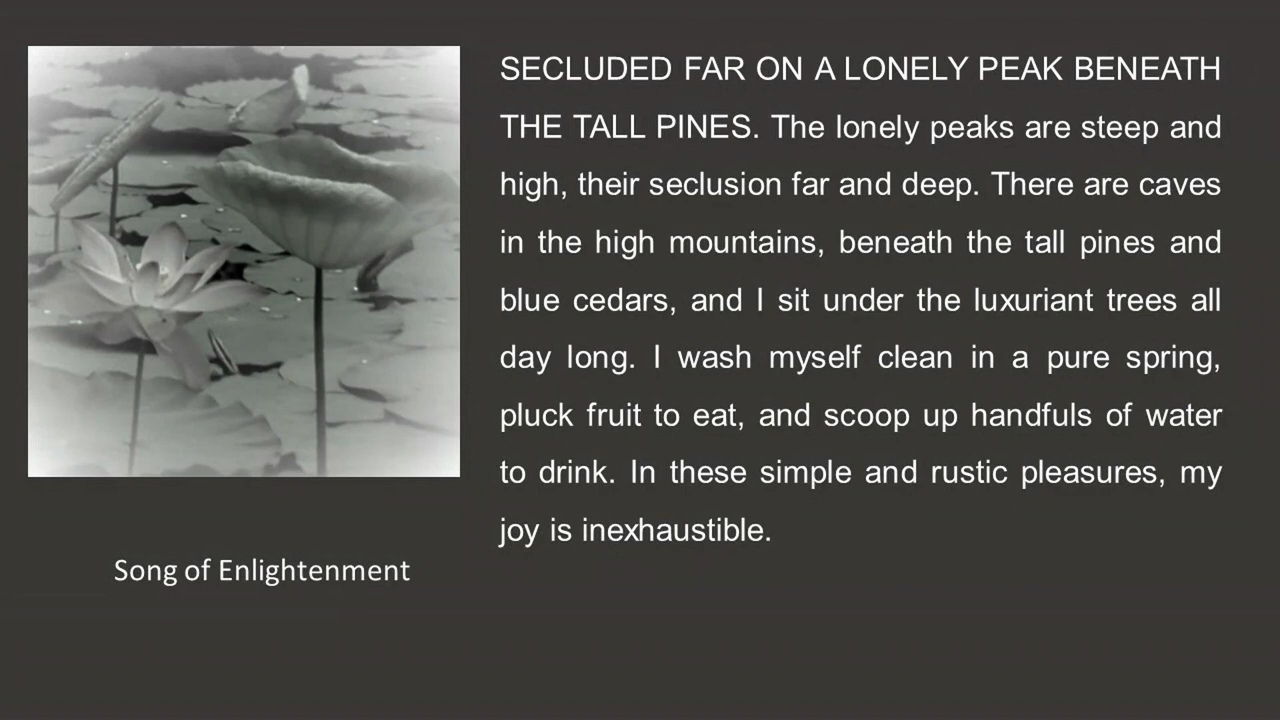 SECLUDED FAR ON A LONELY PEAK BENEATH
THE TALL PINES. The lonely peaks are steep and
high, their seclusion far and deep. There are caves
in the high mountains, beneath the tall pines and
blue cedars, and I sit under the luxuriant trees all
day long. I wash myself clean in a pure spring,
pluck fruit to eat, and scoop up handfuls of water
to drink. In these simple and rustic pleasures, my
joy is inexhaustible.
Song of Enlightenment